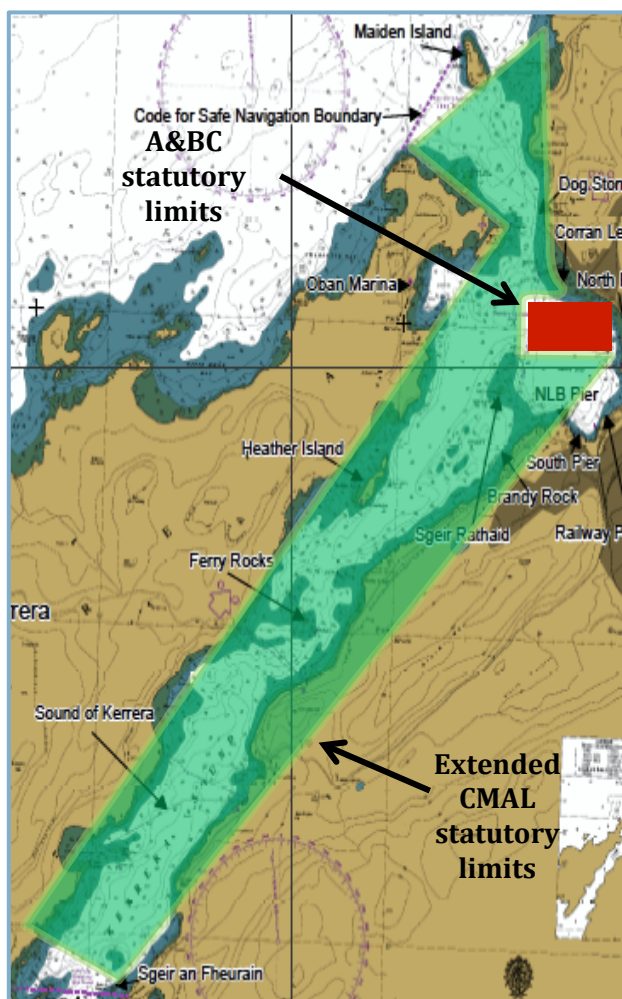 Maiden Island
Code for Safe Navigation Boundary
A&BC
statutory
limits
Dog Ston
Corran Le
Oban Marina
North
NLB Pier
Heather Island
South Pier
Brandy Rock
Sgeir Rathaid
Railway P
Ferry Rocks
rera
Sound of Kerrera
Extended
CMAL
statutory
limits
Sgeir an Fheurain